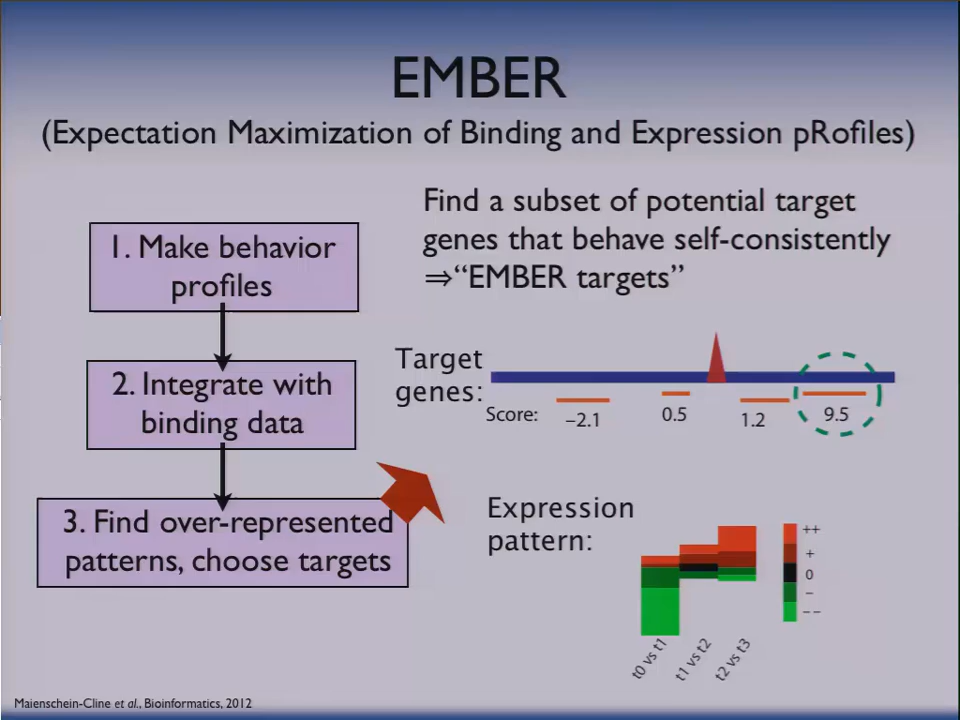 EMBER
(Expectation Maximization of Binding and Expression pRofiles)
1. Make behavior
profiles
2. Integrate with
binding data
3. Find over-represented
patterns, choose targets
Find a subset of potential target
genes that behave self-consistently
⇒“EMBER targets”
Target
genes:
Score: −2.1 0.5 1.2 9.5
Expression
pattern:
++
+
0
−
−−
t0 vs t1 t1 vs t2 t2 vs t3
Maienschein-Cline et al., Bioinformatics, 2012